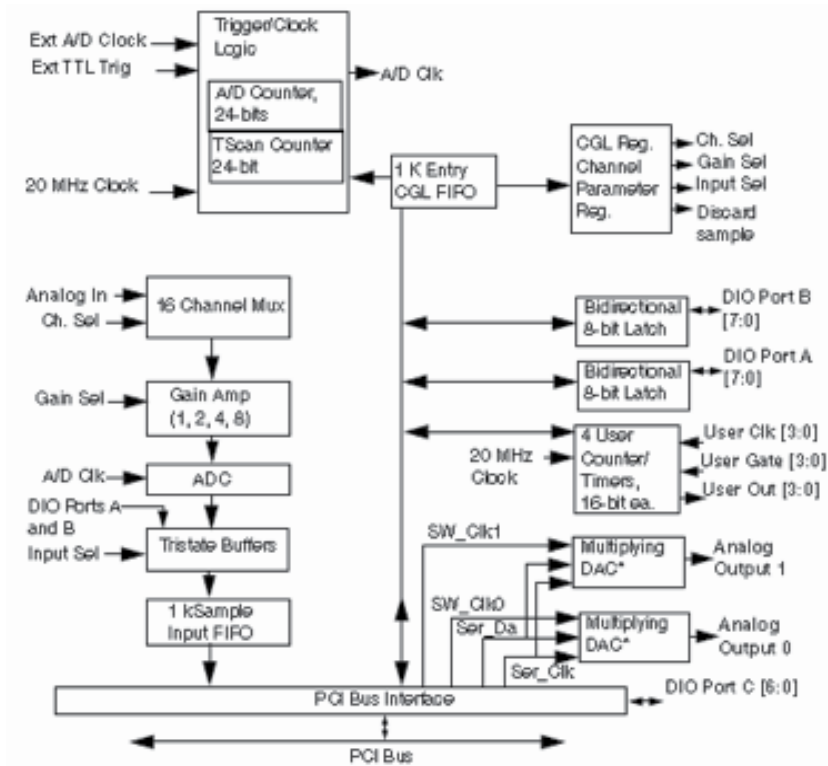 Trigger/Clock
Logic
Ext A/D Clock
Ext TTL Trig
A/D Clk
A/D Counter,
24-bits
TScan Counter
24-bit
20 MHz Clock
1 K Entry
CGL FIFO
CGL Reg.
Channel
Parameter
Reg.
Ch. Sel
Gain Sel
Input Sel
Discard
sample
Analog In
Ch. Sel
16 Channel Mux
Bidirectional
8-bit Latch
DIO Port B
[7:0]
Bidirectional
8-bit Latch
DIO Port A
[7:0]
Gain Sel
Gain Amp
(1, 2, 4, 8)
20 MHz
Clock
4 User
Counter/
Timers,
16-bit ea.
User Clk [3:0]
User Gate [3:0]
User Out [3:0]
A/D Clk
ADC
DIO Ports A
and B
Input Sel
Tristate Buffers
SW_Clk1
Multiplying
DAC*
Analog
Output 1
1 kSample
Input FIFO
SW_Clk0
Ser_Da
Ser_Clk
Multiplying
DAC*
Analog
Output 0
PCI Bus Interface
DIO Port C [6:0]
PCI Bus